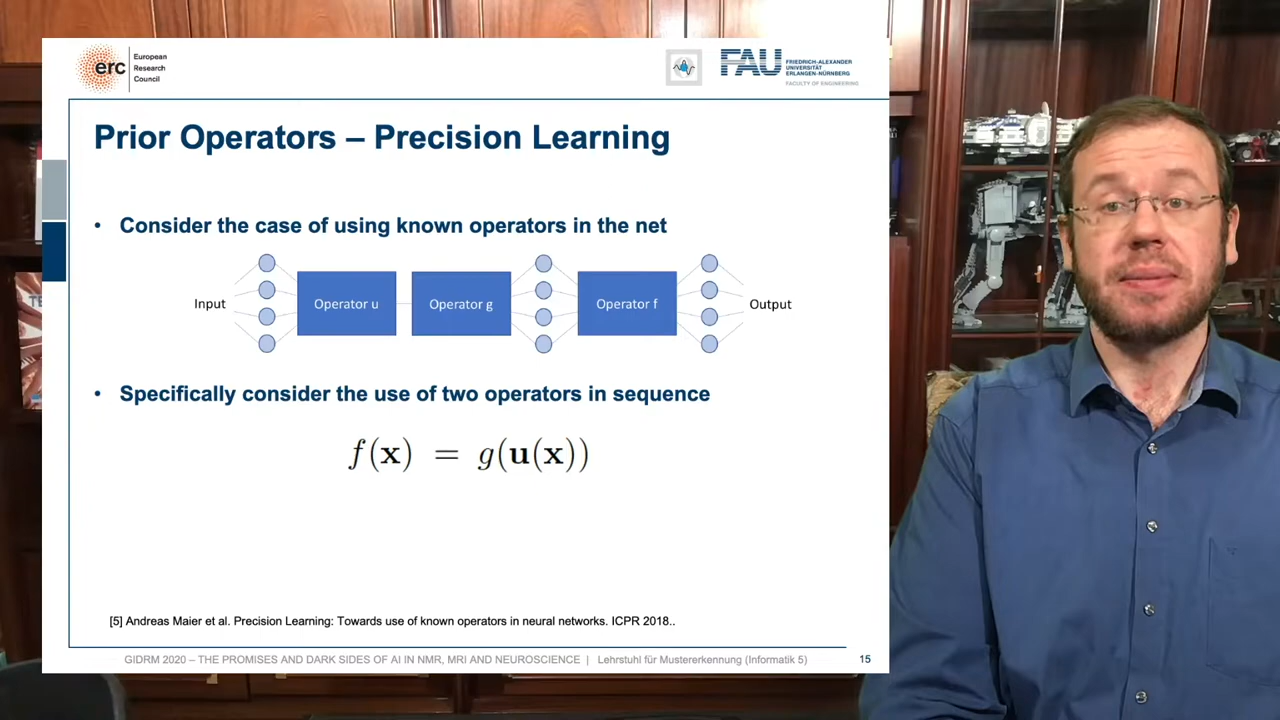 erc
European
Research
Council
FAU
FRIEDRICH-ALEXANDER
UNIVERSITÄT
ERLANGEN-NÜRNBERG
FACULTY OF ENGINEERING
Prior Operators – Precision Learning
• Consider the case of using known operators in the net
Input
Operator u
Operator g
Operator f
Output
• Specifically consider the use of two operators in sequence
f(x) = g(u(x))
[5] Andreas Maier et al. Precision Learning: Towards use of known operators in neural networks. ICPR 2018..
GIDRM 2020 – THE PROMISES AND DARK SIDES OF AI IN NMR, MRI AND NEUROSCIENCE | Lehrstuhl für Mustererkennung (Informatik 5)
15